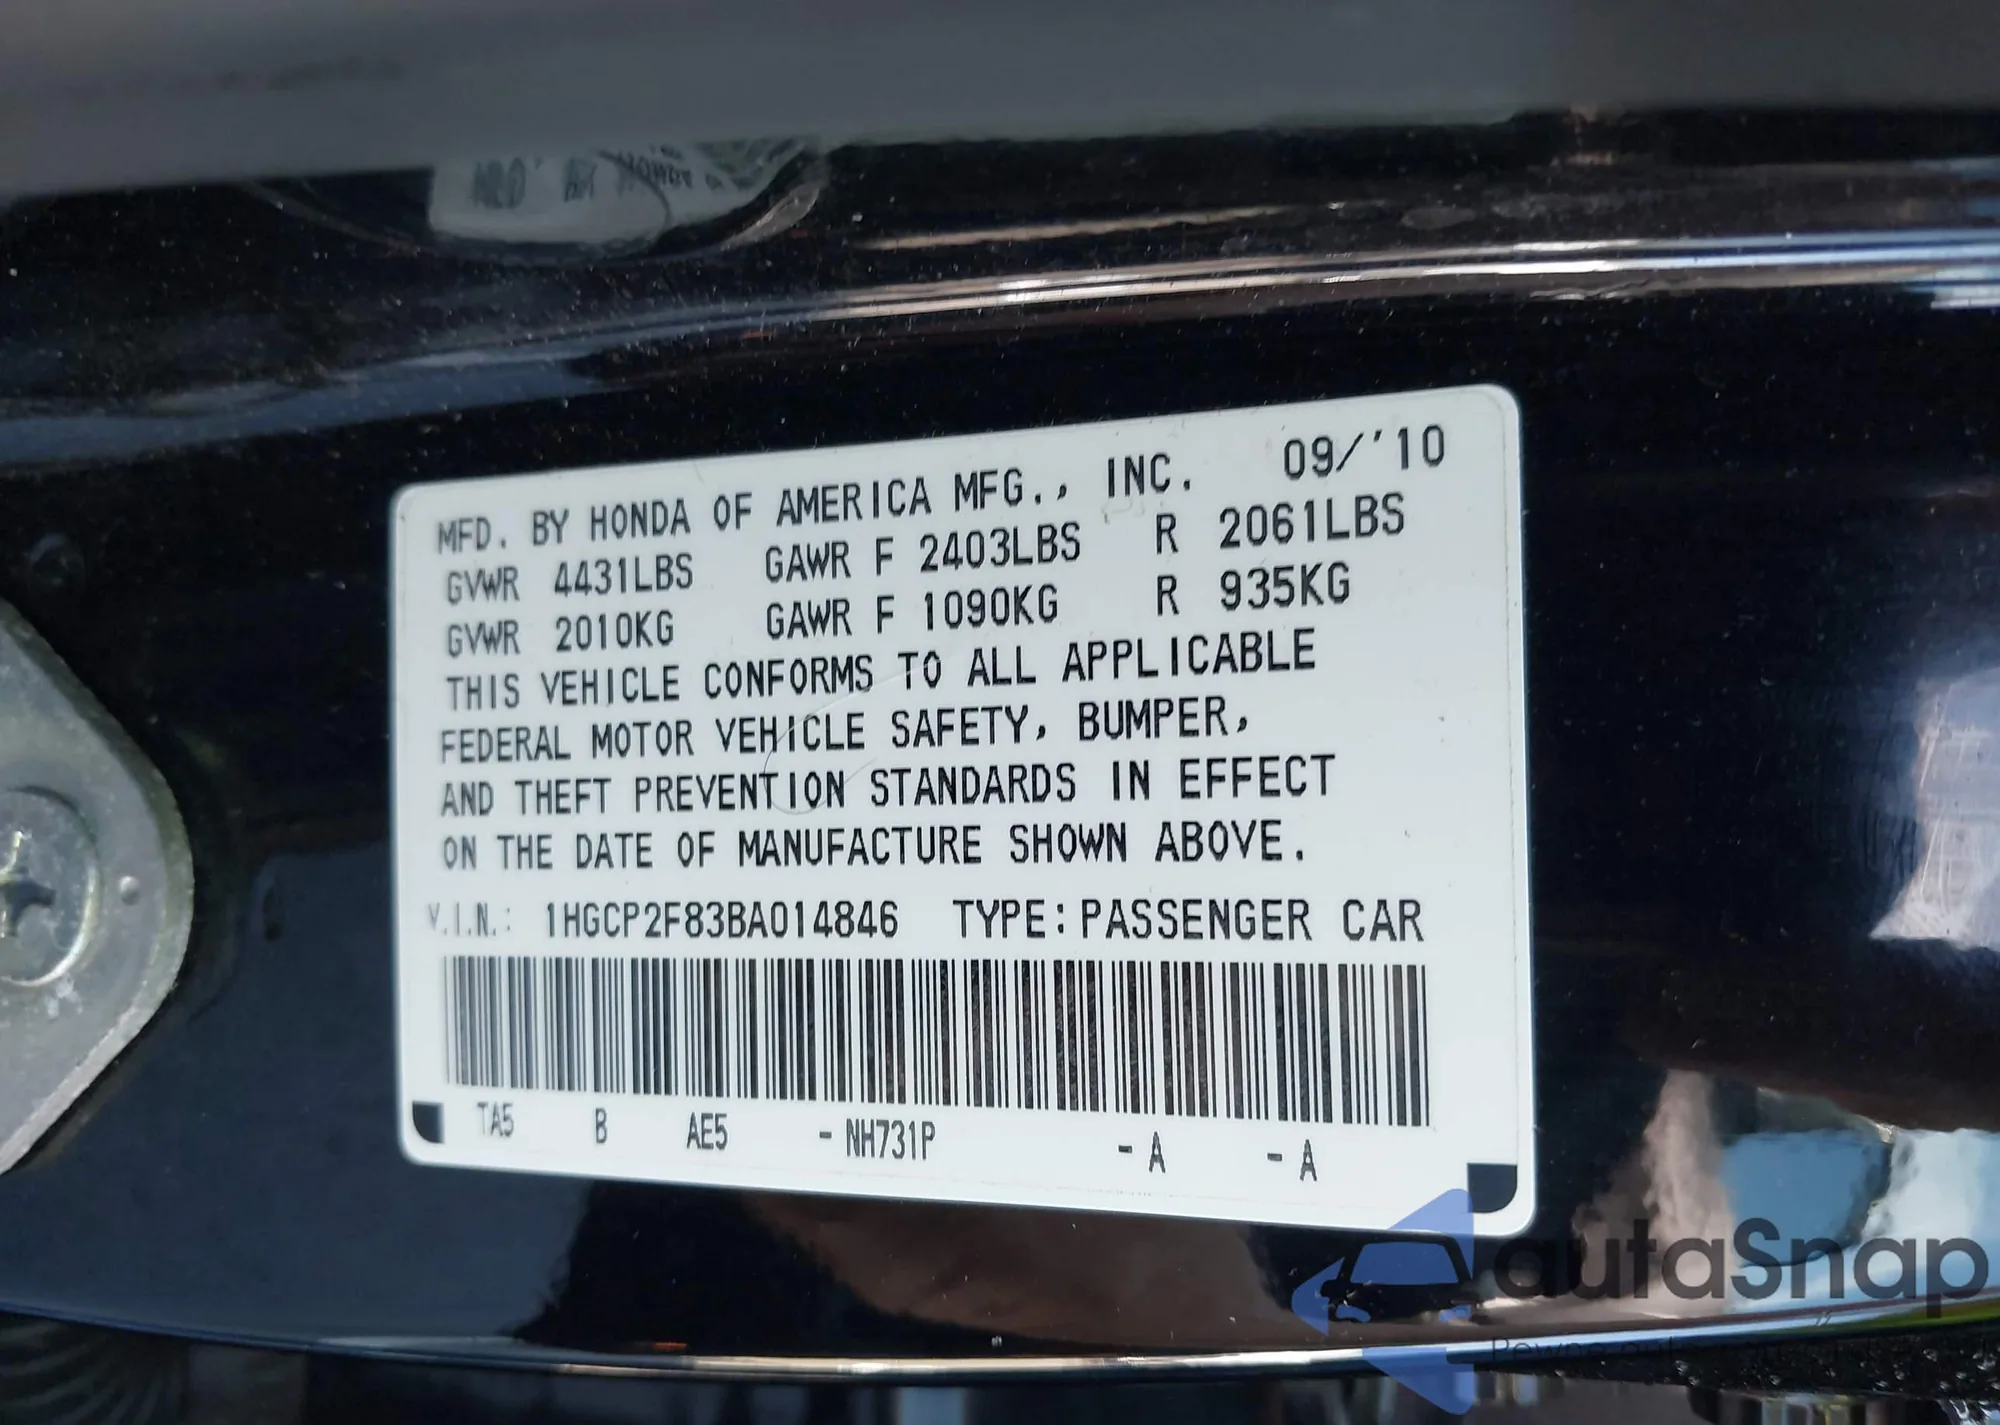 MFD. BY HONDA OF AMERICA MFG., INC. 09/'10
GVWR 4431LBS GAWR F 2403LBS R 2061LBS
GVWR 2010KG GAWR F 1090KG R 935KG
THIS VEHICLE CONFORMS TO ALL APPLICABLE
FEDERAL MOTOR VEHICLE SAFETY, BUMPER,
AND THEFT PREVENTION STANDARDS IN EFFECT
ON THE DATE OF MANUFACTURE SHOWN ABOVE.
V.I.N.: 1HGCP2F83BA014846 TYPE:PASSENGER CAR
TA5 B AE5 -NH731P -A -A
autaSnap